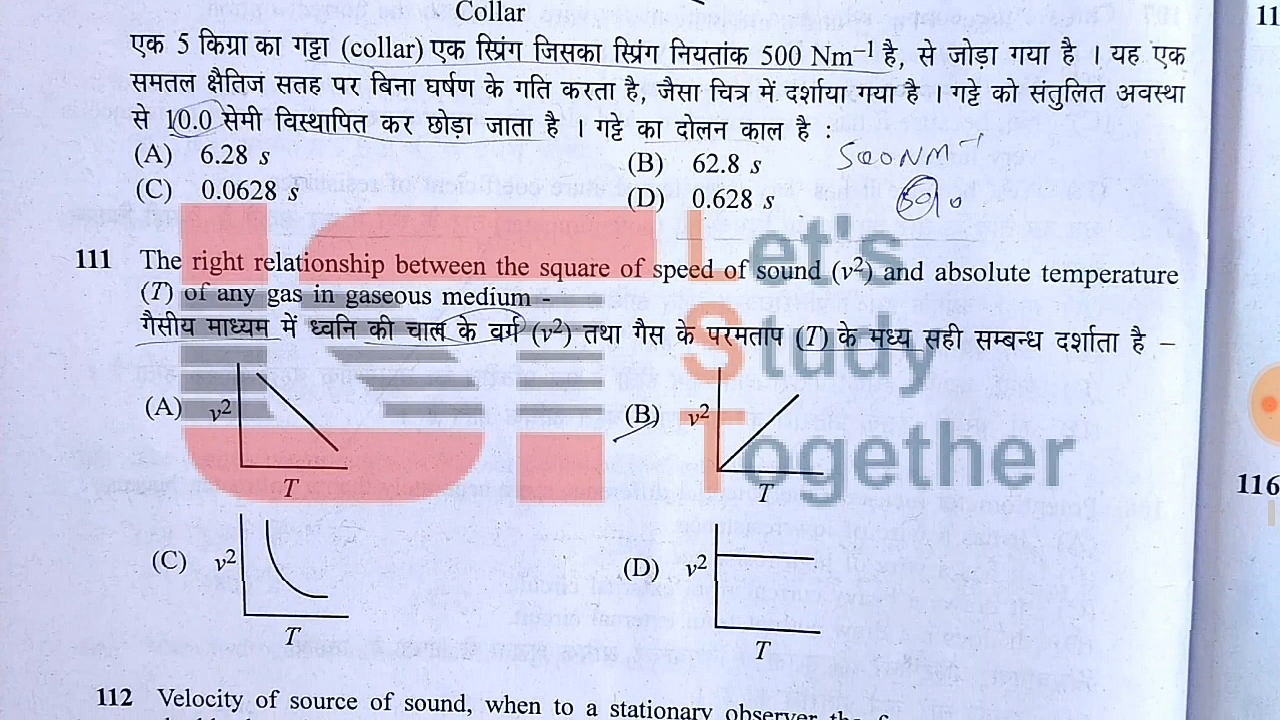 Collar
11
एक 5 किग्रा का गट्टा (collar) एक स्प्रिंग जिसका स्प्रिंग नियतांक 500 Nm−1 है, से जोड़ा गया है । यह एक
समतल क्षैतिज सतह पर बिना घर्षण के गति करता है, जैसा चित्र में दर्शाया गया है । गट्टे को संतुलित अवस्था
से 10.0 सेमी विस्थापित कर छोड़ा जाता है । गट्टे का दोलन काल है :
(A) 6.28 s (B) 62.8 s
500 NM-1
(C) 0.0628 s (D) 0.628 s
111 The right relationship between the square of speed of sound (v2) and absolute temperature
(T) of any gas in gaseous medium -
गैसीय माध्यम में ध्वनि की चाल के वर्ग (v2) तथा गैस के परमताप (T) के मध्य सही सम्बन्ध दर्शाता है –
(A) v2 (B) v2
T T
(C) v2 (D) v2
T T
Let's
Study
Together
116
112 Velocity of source of sound, when to a stationary observer the